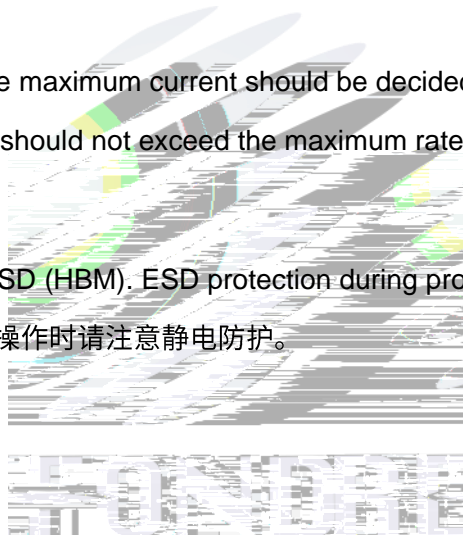 e maximum current should be decided
should not exceed the maximum rate
SD (HBM). ESD protection during pro
操作时请注意静电防护。